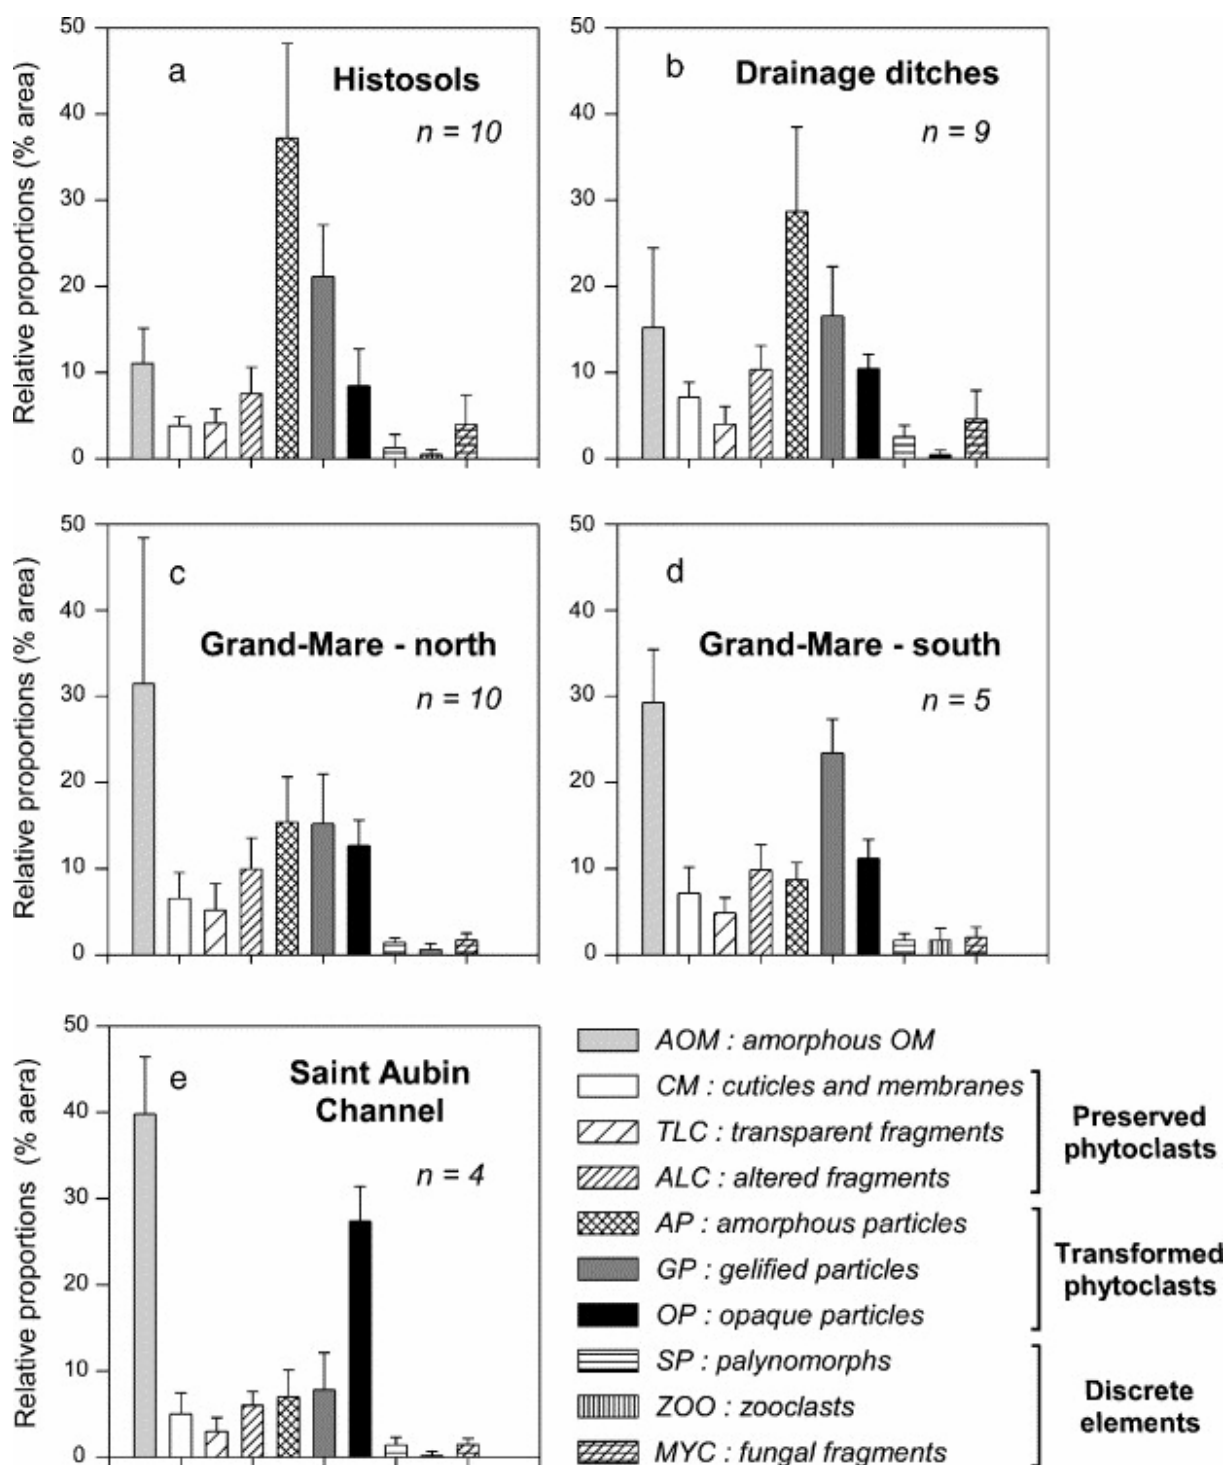 50
40
30
20
10
0
Relative proportions (% area)
a
Histosols
n = 10
50
40
30
20
10
0
b
Drainage ditches
n = 9
50
40
30
20
10
0
Relative proportions (% area)
c
Grand-Mare - north
n = 10
50
40
30
20
10
0
d
Grand-Mare - south
n = 5
50
40
30
20
10
0
Relative proportions (% aera)
e
Saint Aubin
Channel
n = 4
AOM : amorphous OM
CM : cuticles and membranes
TLC : transparent fragments
ALC : altered fragments
Preserved
phytoclasts
AP : amorphous particles
GP : gelified particles
OP : opaque particles
Transformed
phytoclasts
SP : palynomorphs
ZOO : zooclasts
MYC : fungal fragments
Discrete
elements